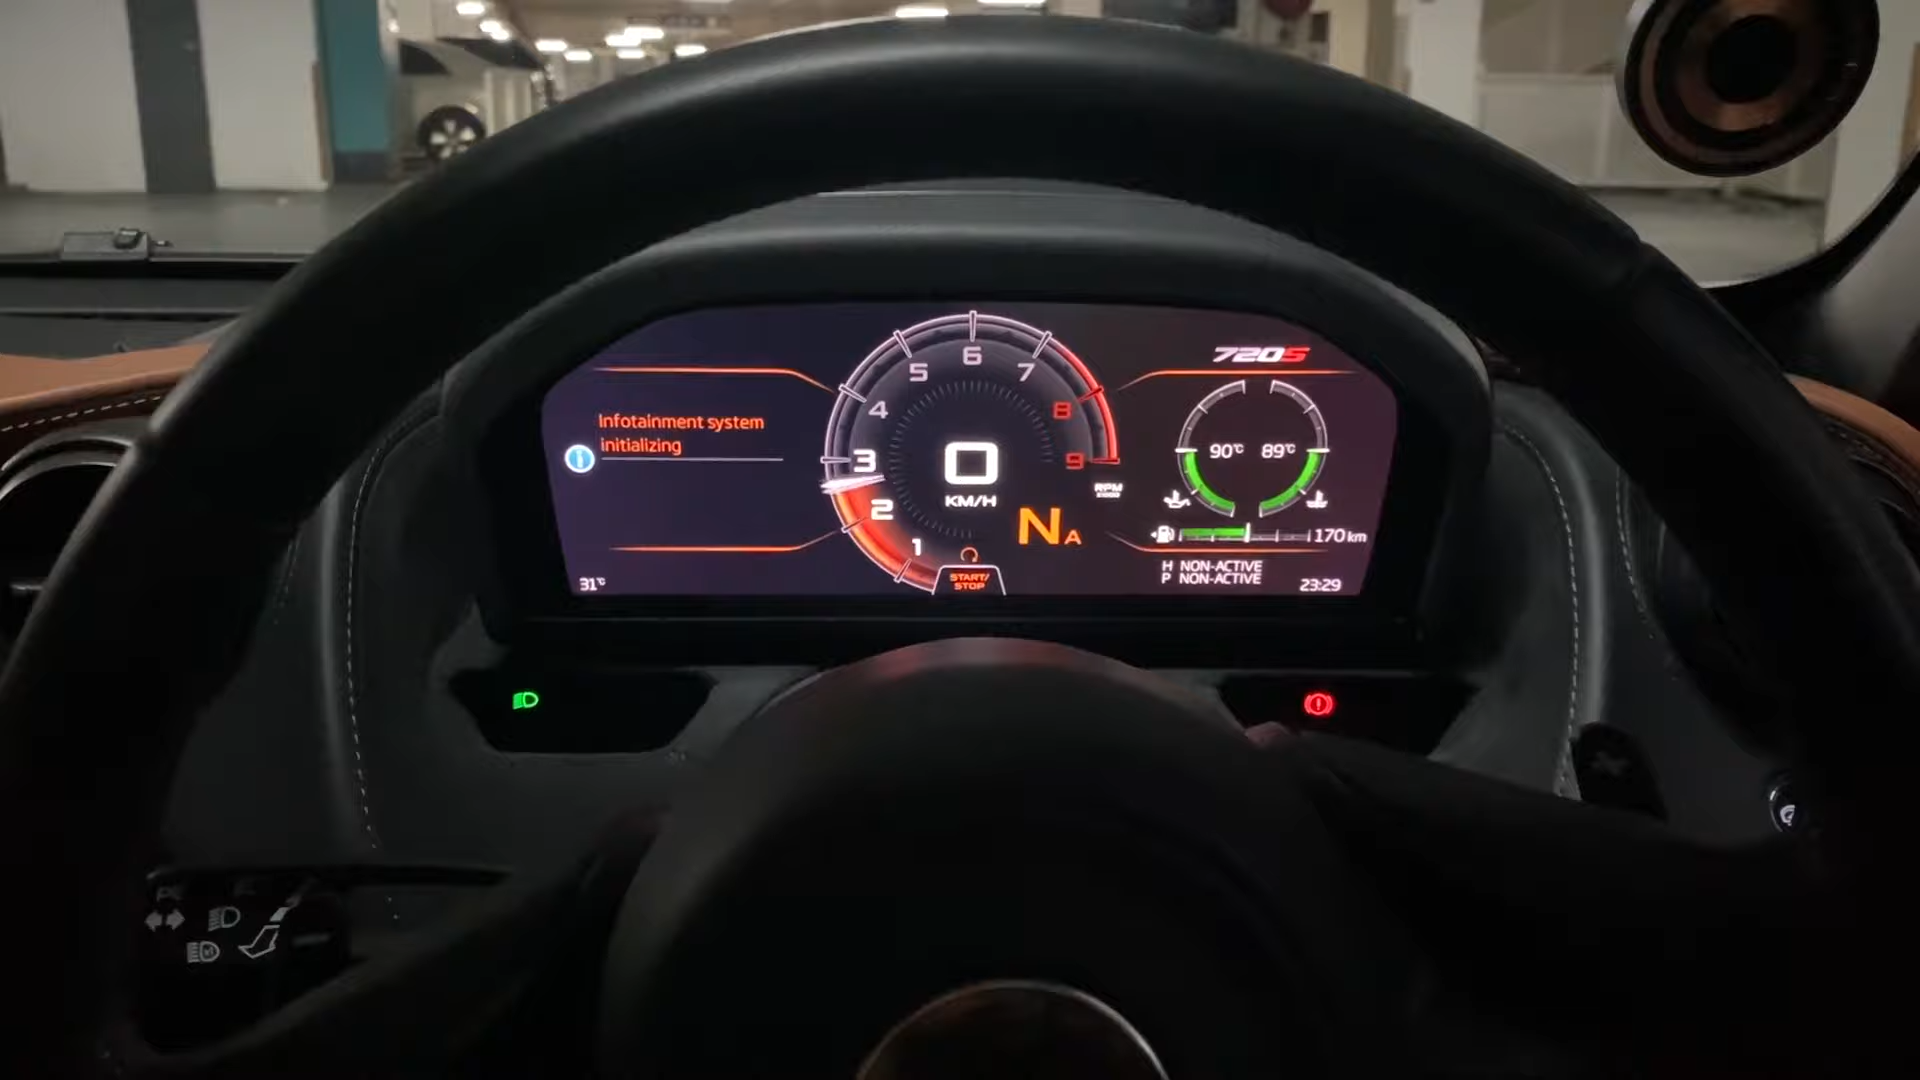 720S
6
5
7
4
8
Infotainment system
initializing
3
0
9
90℃
89℃
KM/H
RPM
2
N A
170 km
1
START/
STOP
H NON-ACTIVE
P NON-ACTIVE
31℃
23:29